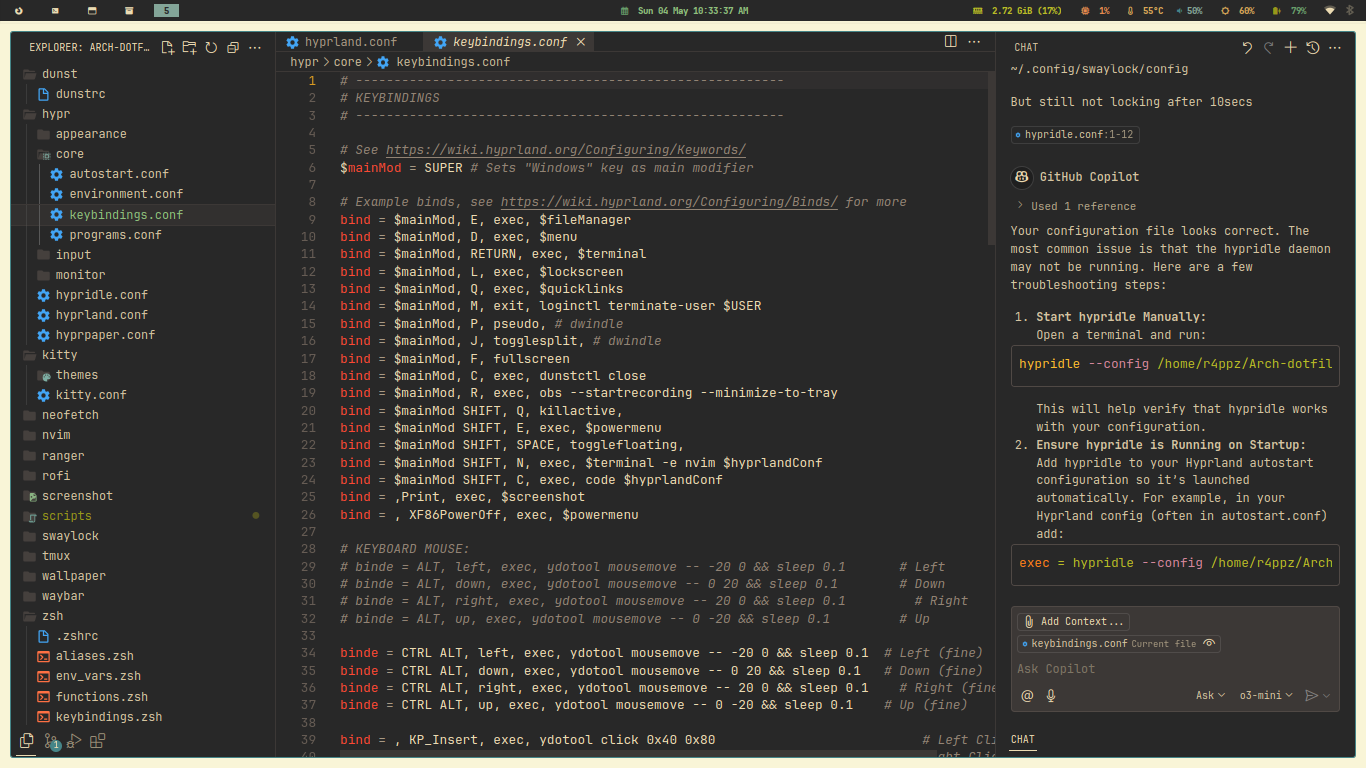 5
Sun 04 May 10:33:37 AM
2.72 GiB (17%)
1%
55°C
50%
60%
79%
EXPLORER: ARCH-DOTF…
dunst
dunstrc
hypr
appearance
core
autostart.conf
environment.conf
keybindings.conf
programs.conf
input
monitor
hypridle.conf
hyprland.conf
hyprpaper.conf
kitty
themes
kitty.conf
neofetch
nvim
ranger
rofi
screenshot
scripts
swaylock
tmux
wallpaper
waybar
zsh
.zshrc
aliases.zsh
env_vars.zsh
functions.zsh
keybindings.zsh
1
hyprland.conf
keybindings.conf
hypr > core > keybindings.conf
1 # --------------------------------------------------------
2 # KEYBINDINGS
3 # --------------------------------------------------------
4
5 # See https://wiki.hyprland.org/Configuring/Keywords/
6 $mainMod = SUPER # Sets "Windows" key as main modifier
7
8 # Example binds, see https://wiki.hyprland.org/Configuring/Binds/ for more
9 bind = $mainMod, E, exec, $fileManager
10 bind = $mainMod, D, exec, $menu
11 bind = $mainMod, RETURN, exec, $terminal
12 bind = $mainMod, L, exec, $lockscreen
13 bind = $mainMod, Q, exec, $quicklinks
14 bind = $mainMod, M, exit, loginctl terminate-user $USER
15 bind = $mainMod, P, pseudo, # dwindle
16 bind = $mainMod, J, togglesplit, # dwindle
17 bind = $mainMod, F, fullscreen
18 bind = $mainMod, C, exec, dunstctl close
19 bind = $mainMod, R, exec, obs --startrecording --minimize-to-tray
20 bind = $mainMod SHIFT, Q, killactive,
21 bind = $mainMod SHIFT, E, exec, $powermenu
22 bind = $mainMod SHIFT, SPACE, togglefloating,
23 bind = $mainMod SHIFT, N, exec, $terminal -e nvim $hyprlandConf
24 bind = $mainMod SHIFT, C, exec, code $hyprlandConf
25 bind = ,Print, exec, $screenshot
26 bind = , XF86PowerOff, exec, $powermenu
27
28 # KEYBOARD MOUSE:
29 # binde = ALT, left, exec, ydotool mousemove -- -20 0 && sleep 0.1 # Left
30 # binde = ALT, down, exec, ydotool mousemove -- 0 20 && sleep 0.1 # Down
31 # binde = ALT, right, exec, ydotool mousemove -- 20 0 && sleep 0.1 # Right
32 # binde = ALT, up, exec, ydotool mousemove -- 0 -20 && sleep 0.1 # Up
33
34 binde = CTRL ALT, left, exec, ydotool mousemove -- -20 0 && sleep 0.1 # Left (fine)
35 binde = CTRL ALT, down, exec, ydotool mousemove -- 0 20 && sleep 0.1 # Down (fine)
36 binde = CTRL ALT, right, exec, ydotool mousemove -- 20 0 && sleep 0.1 # Right (fine
37 binde = CTRL ALT, up, exec, ydotool mousemove -- 0 -20 && sleep 0.1 # Up (fine)
38
39 bind = , KP_Insert, exec, ydotool click 0x40 0x80 # Left Cli
CHAT
~/.config/swaylock/config
But still not locking after 10secs
hypridle.conf:1-12
GitHub Copilot
Used 1 reference
Your configuration file looks correct. The
most common issue is that the hypridle daemon
may not be running. Here are a few
troubleshooting steps:
1. Start hypridle Manually:
Open a terminal and run:
hypridle --config /home/r4ppz/Arch-dotfil
This will help verify that hypridle works
with your configuration.
2. Ensure hypridle is Running on Startup:
Add hypridle to your Hyprland autostart
configuration so it's launched
automatically. For example, in your
Hyprland config (often in autostart.conf)
add:
exec = hypridle --config /home/r4ppz/Arch
Add Context...
keybindings.conf Current file
Ask Copilot
@
Ask
o3-mini
CHAT